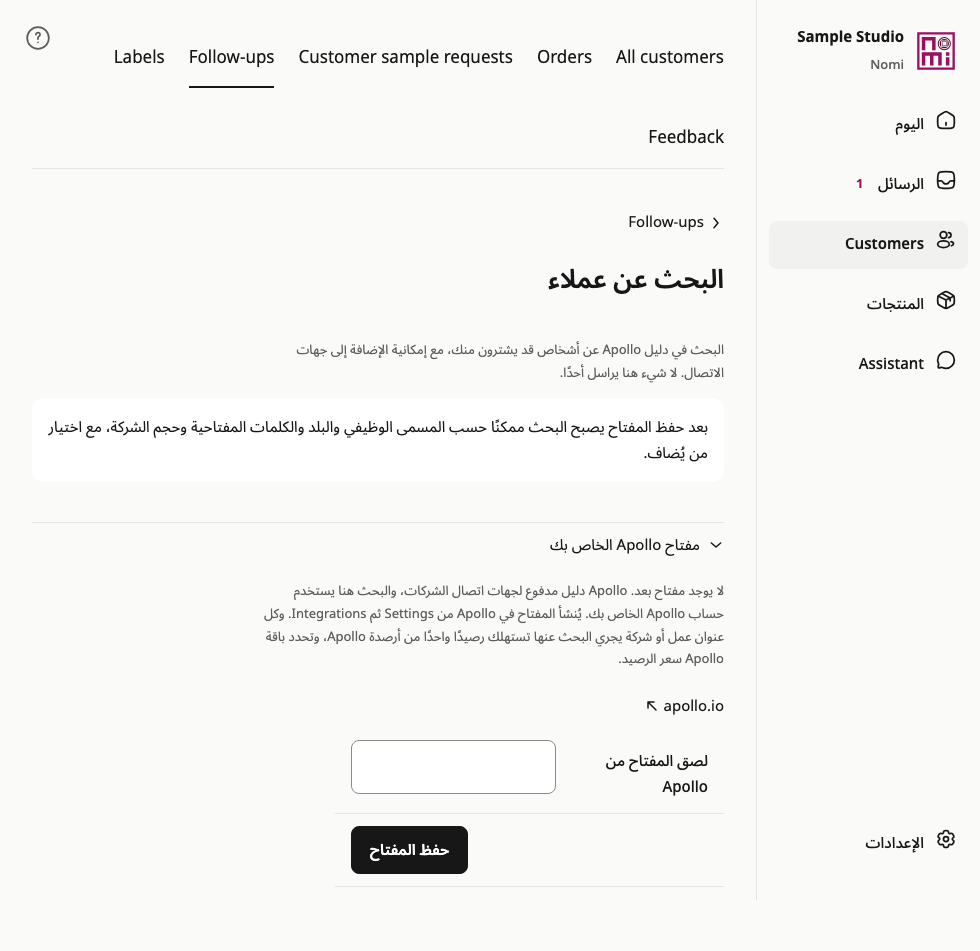 Sample Studio
Nomi
اليوم
الرسائل 1
Customers
المنتجات
Assistant
الإعدادات
All customers
Orders
Customer sample requests
Follow-ups
Labels
?
Feedback
Follow-ups
البحث عن عملاء
البحث في دليل Apollo عن أشخاص قد يشترون منك، مع إمكانية الإضافة إلى جهات
الاتصال. لا شيء هنا يراسل أحدًا.
بعد حفظ المفتاح يصبح البحث ممكنًا حسب المسمى الوظيفي والبلد والكلمات المفتاحية وحجم الشركة، مع اختيار
من يُضاف.
مفتاح Apollo الخاص بك
لا يوجد مفتاح بعد. Apollo دليل مدفوع لجهات اتصال الشركات، والبحث هنا يستخدم
حساب Apollo الخاص بك. يُنشأ المفتاح في Apollo من Settings ثم Integrations. وكل
عنوان عمل أو شركة يجري البحث عنها تستهلك رصيدًا واحدًا من أرصدة Apollo، وتحدد باقة
Apollo سعر الرصيد.
apollo.io
لصق المفتاح من
Apollo
حفظ المفتاح